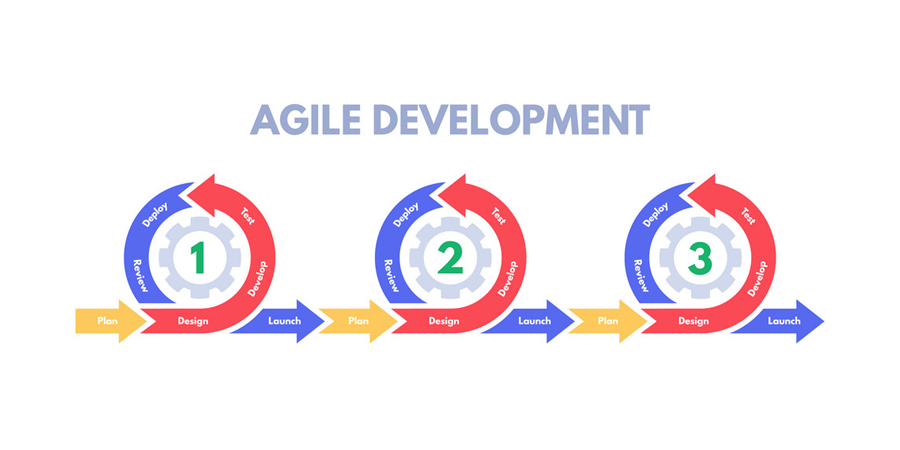 AGILE DEVELOPMENT
1
Deploy
Test
Review
Develop
Plan
Design
Launch
2
Deploy
Test
Review
Develop
Plan
Design
Launch
3
Deploy
Test
Review
Develop
Plan
Design
Launch